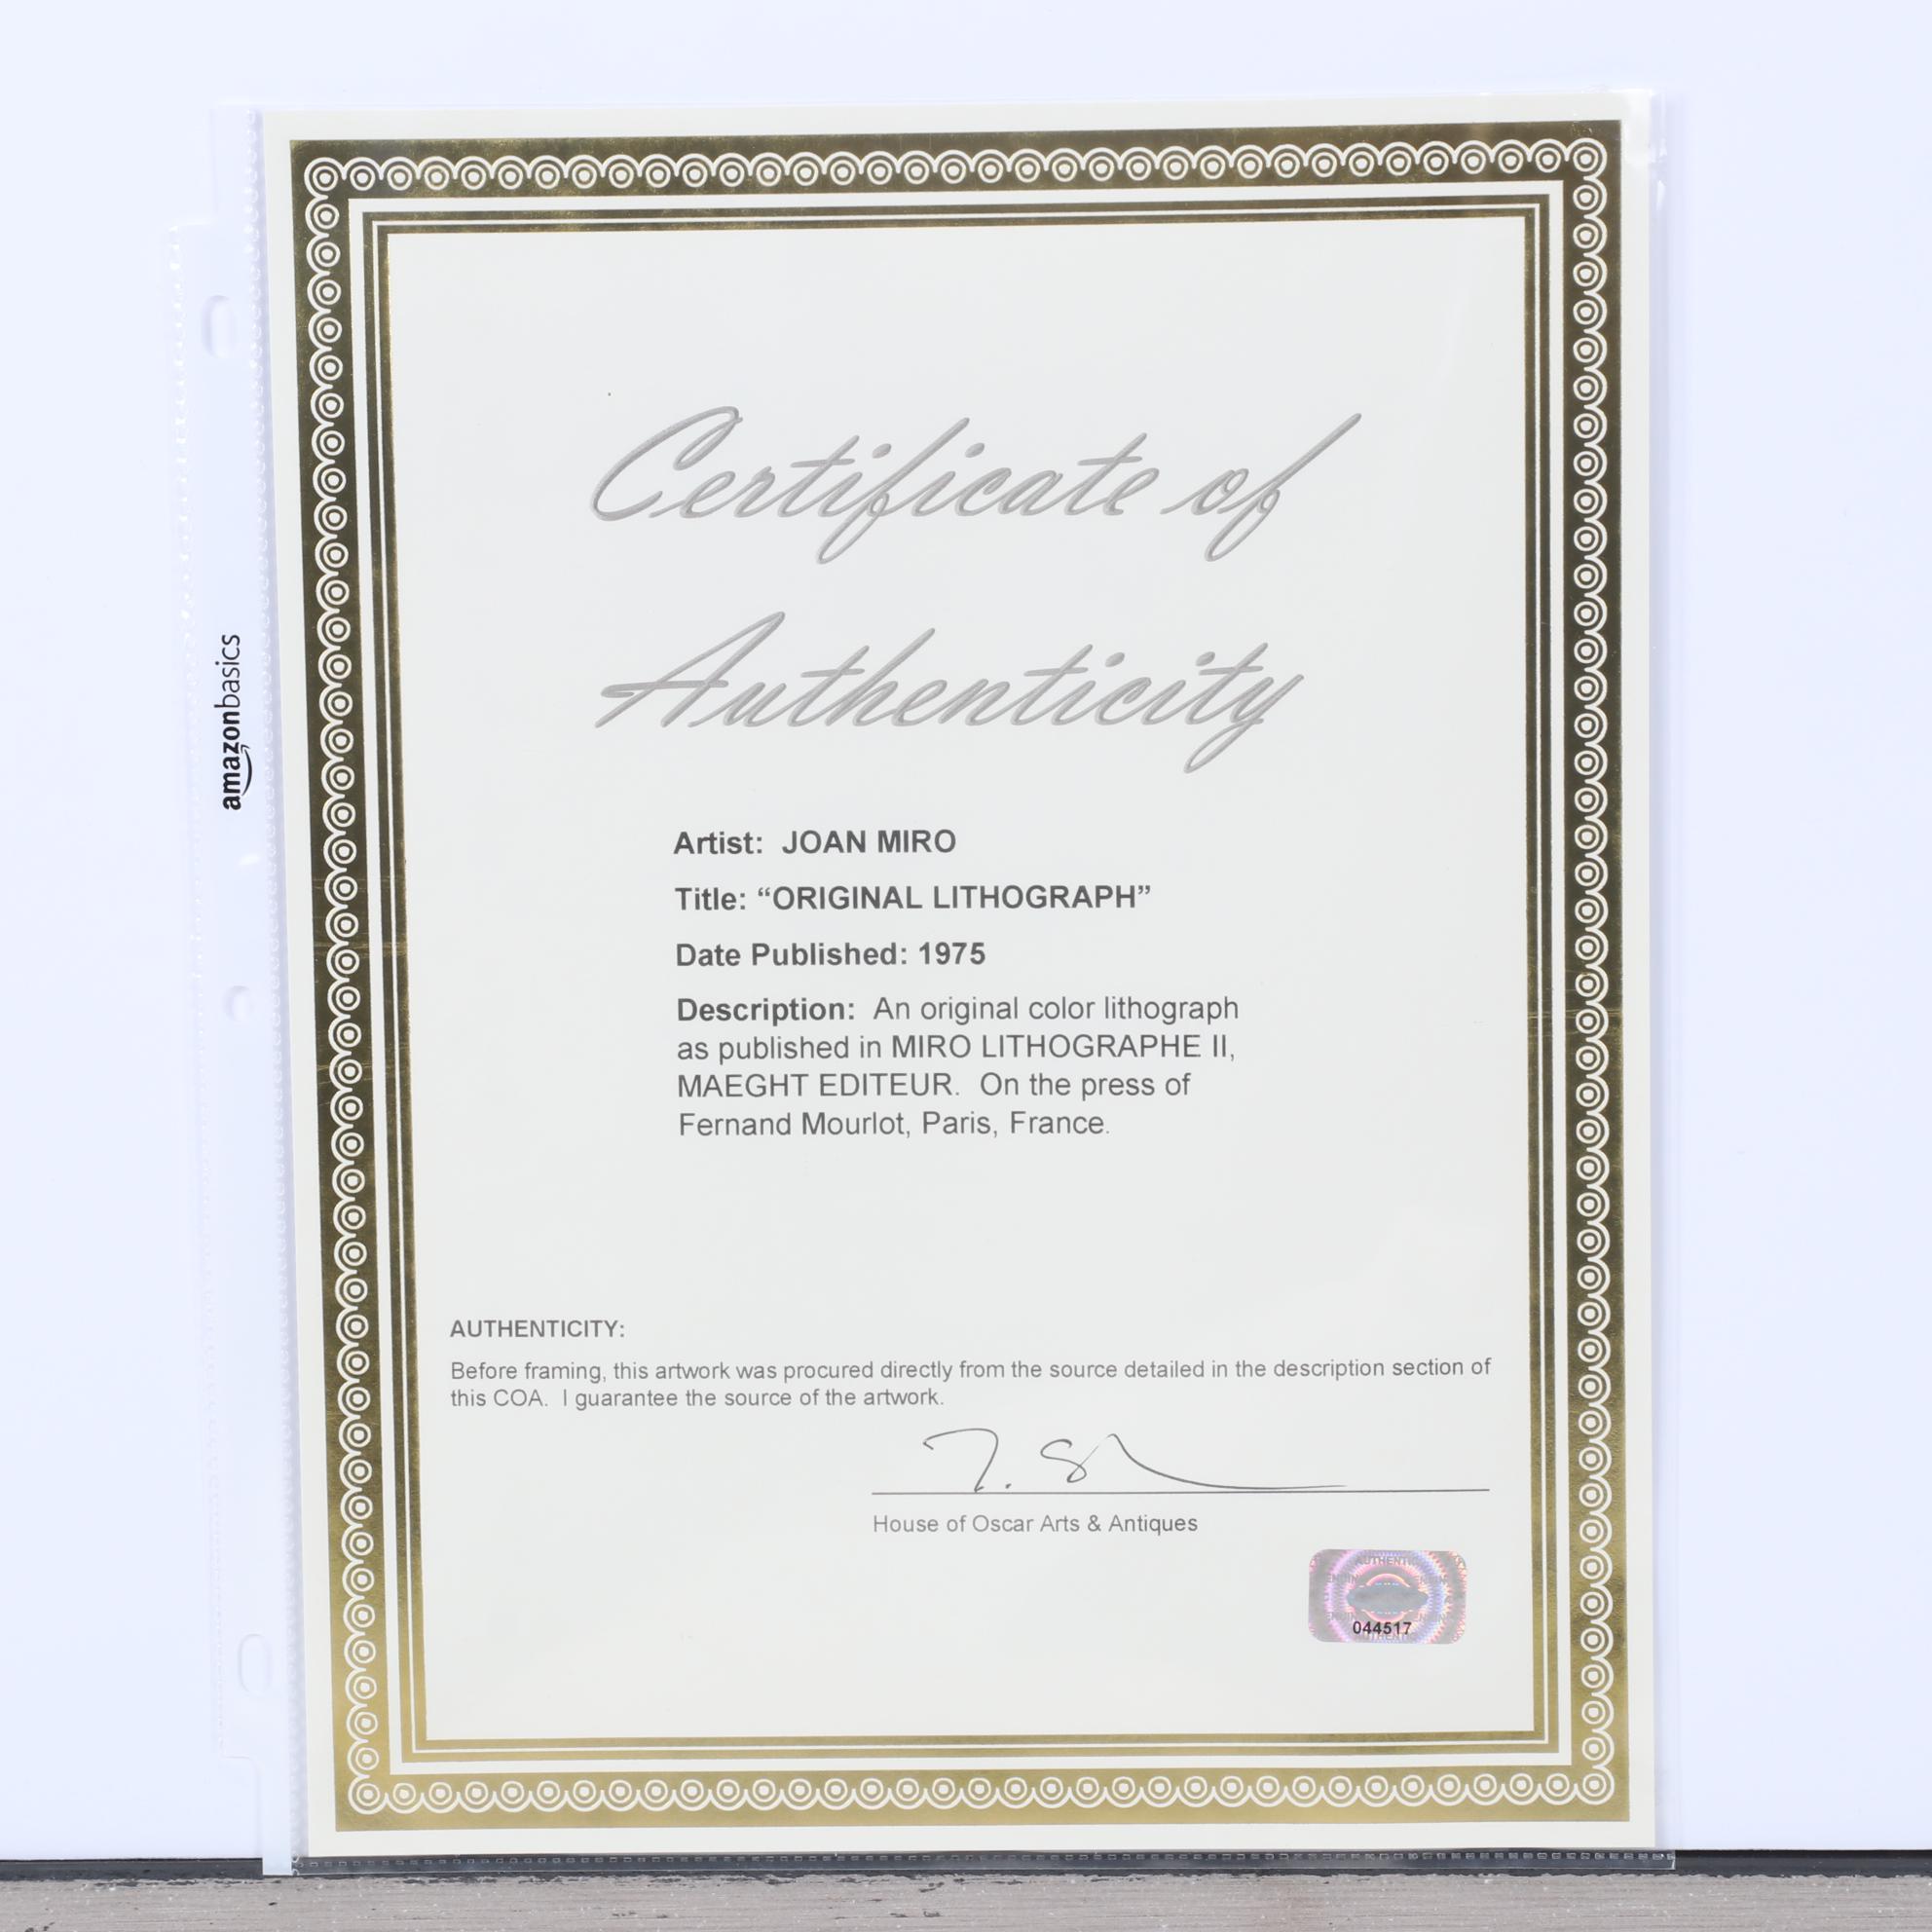 Certificate of
Authenticity
amazonbasics
Artist: JOAN MIRO
Title: “ORIGINAL LITHOGRAPH”
Date Published: 1975
Description: An original color lithograph
as published in MIRO LITHOGRAPHE II,
MAEGHT EDITEUR. On the press of
Fernand Mourlot, Paris, France.
AUTHENTICITY:
Before framing, this artwork was procured directly from the source detailed in the description section of
this COA. I guarantee the source of the artwork.
House of Oscar Arts & Antiques
044517